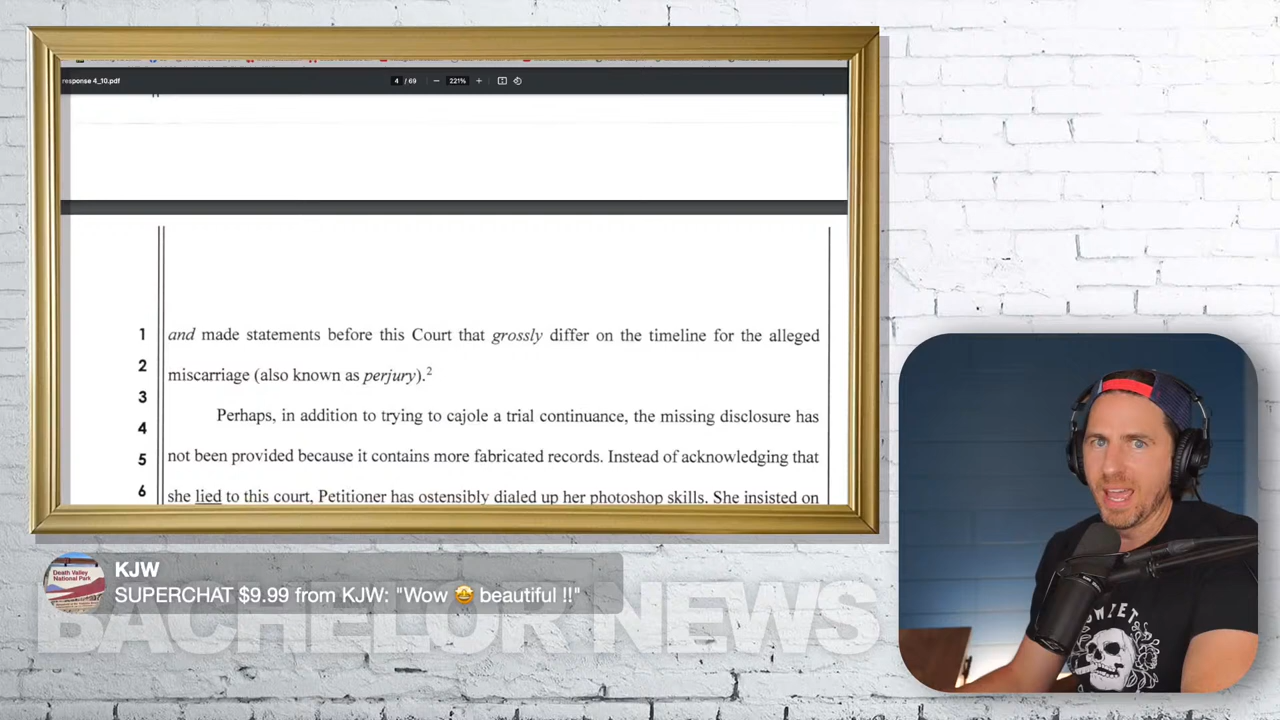 response 4_10.pdf
4 / 69
221%
1 and made statements before this Court that grossly differ on the timeline for the alleged
2 miscarriage (also known as perjury).2
3
4 Perhaps, in addition to trying to cajole a trial continuance, the missing disclosure has
5 not been provided because it contains more fabricated records. Instead of acknowledging that
6 she lied to this court, Petitioner has ostensibly dialed up her photoshop skills. She insisted on
Death Valley
National Park
KJW
SUPERCHAT $9.99 from KJW: "Wow 🤩 beautiful !!"
BACHELOR NEWS